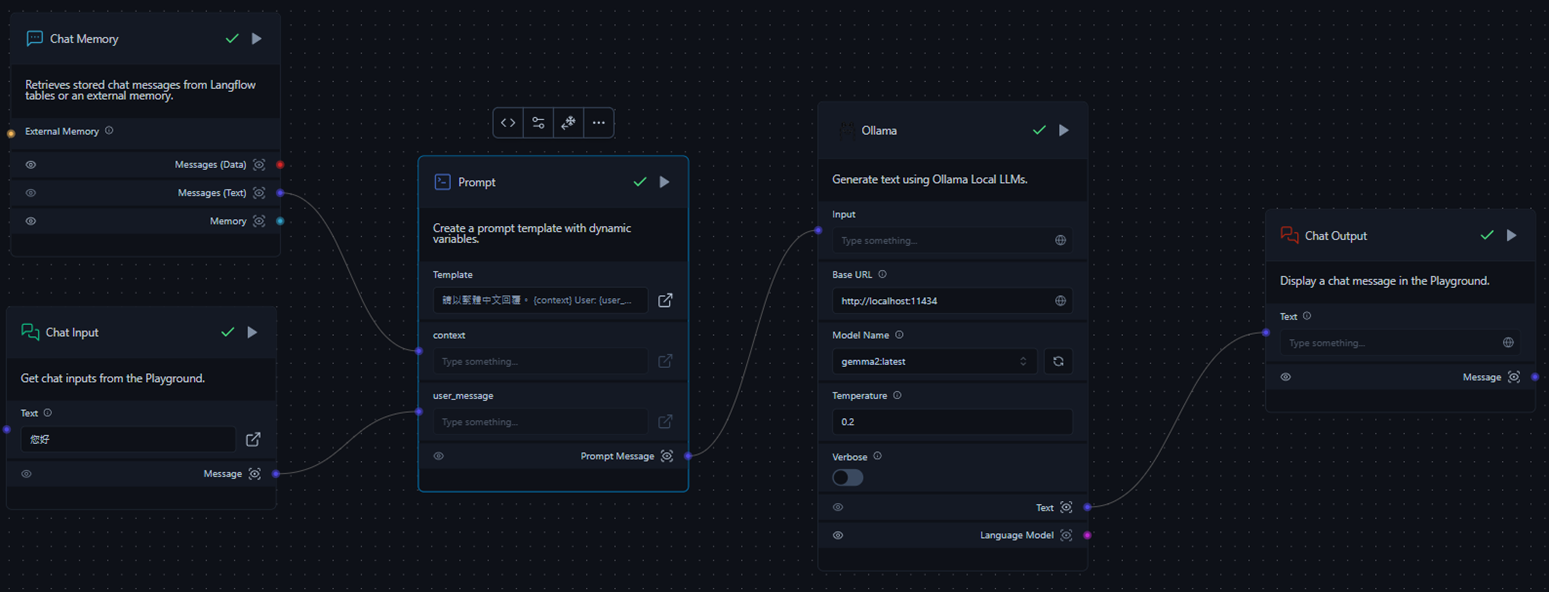 Chat Memory
Retrieves stored chat messages from Langflow
tables or an external memory.
External Memory
Messages (Data)
Messages (Text)
Memory
Chat Input
Get chat inputs from the Playground.
Text
您好
Message
Prompt
Create a prompt template with dynamic
variables.
Template
請以繁體中文回覆。 {context} User: {user_...
context
Type something...
user_message
Type something...
Prompt Message
Ollama
Generate text using Ollama Local LLMs.
Input
Type something...
Base URL
http://localhost:11434
Model Name
gemma2:latest
Temperature
0.2
Verbose
Text
Language Model
Chat Output
Display a chat message in the Playground.
Text
Type something...
Message